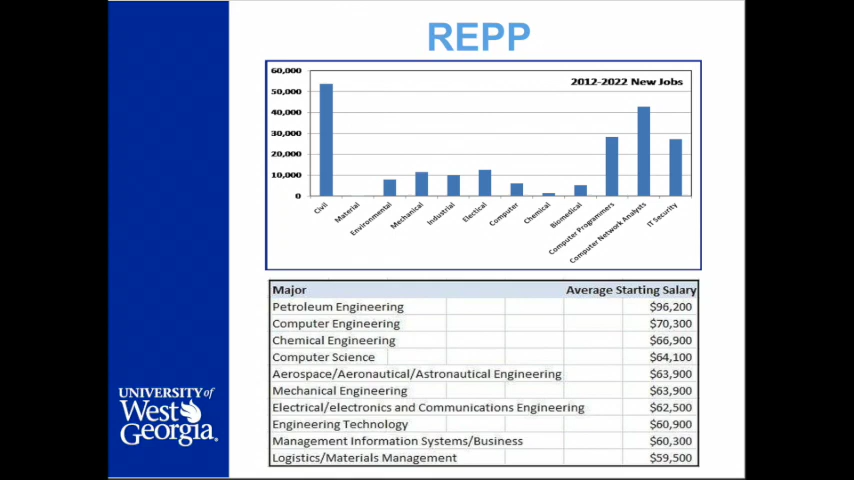 REPP
2012-2022 New Jobs
60,000
50,000
40,000
30,000
20,000
10,000
0
Civil
Material
Environmental
Mechanical
Industrial
Electical
Computer
Chemical
Biomedical
Computer Programmers
Computer Network Analysts
IT Security
Major Average Starting Salary
Petroleum Engineering $96,200
Computer Engineering $70,300
Chemical Engineering $66,900
Computer Science $64,100
Aerospace/Aeronautical/Astronautical Engineering $63,900
Mechanical Engineering $63,900
Electrical/electronics and Communications Engineering $62,500
Engineering Technology $60,900
Management Information Systems/Business $60,300
Logistics/Materials Management $59,500
UNIVERSITY of
West
Georgia